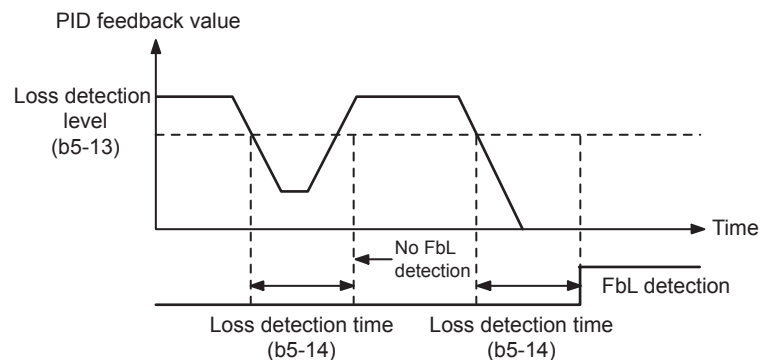 PID feedback value
Loss detection
level
(b5-13)
Time
No FbL
detection
FbL detection
Loss detection time
(b5-14)
Loss detection time
(b5-14)